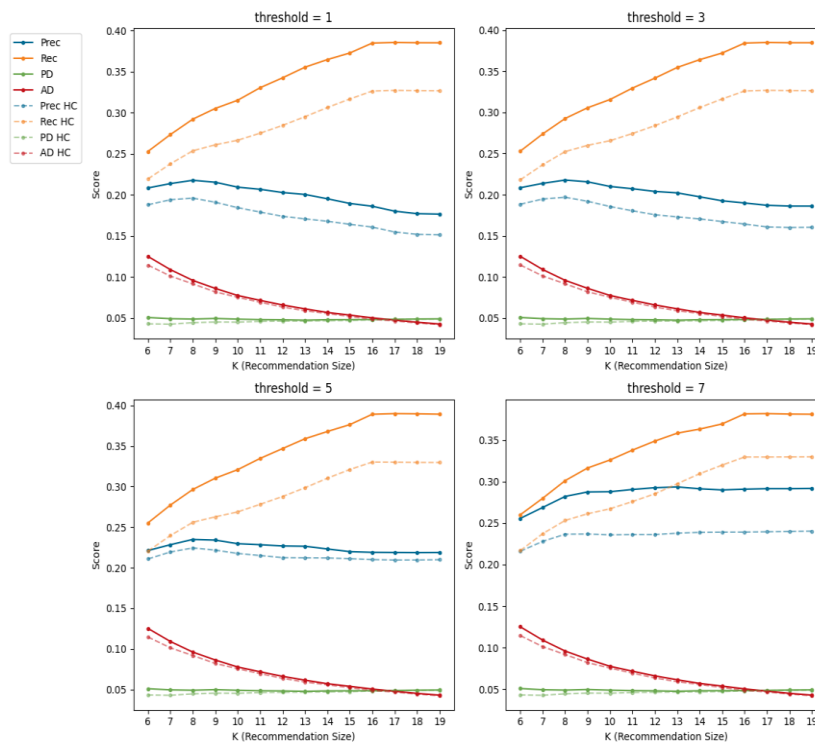 threshold = 1
threshold = 3
Prec
Rec
PD
AD
Prec HC
Rec HC
PD HC
AD HC
0.40
0.35
0.30
0.25
0.20
0.15
0.10
0.05
Score
6 7 8 9 10 11 12 13 14 15 16 17 18 19
K (Recommendation Size)
0.40
0.35
0.30
0.25
0.20
0.15
0.10
0.05
Score
6 7 8 9 10 11 12 13 14 15 16 17 18 19
K (Recommendation Size)
threshold = 5
threshold = 7
0.40
0.35
0.30
0.25
0.20
0.15
0.10
0.05
Score
6 7 8 9 10 11 12 13 14 15 16 17 18 19
K (Recommendation Size)
0.35
0.30
0.25
0.20
0.15
0.10
0.05
Score
6 7 8 9 10 11 12 13 14 15 16 17 18 19
K (Recommendation Size)